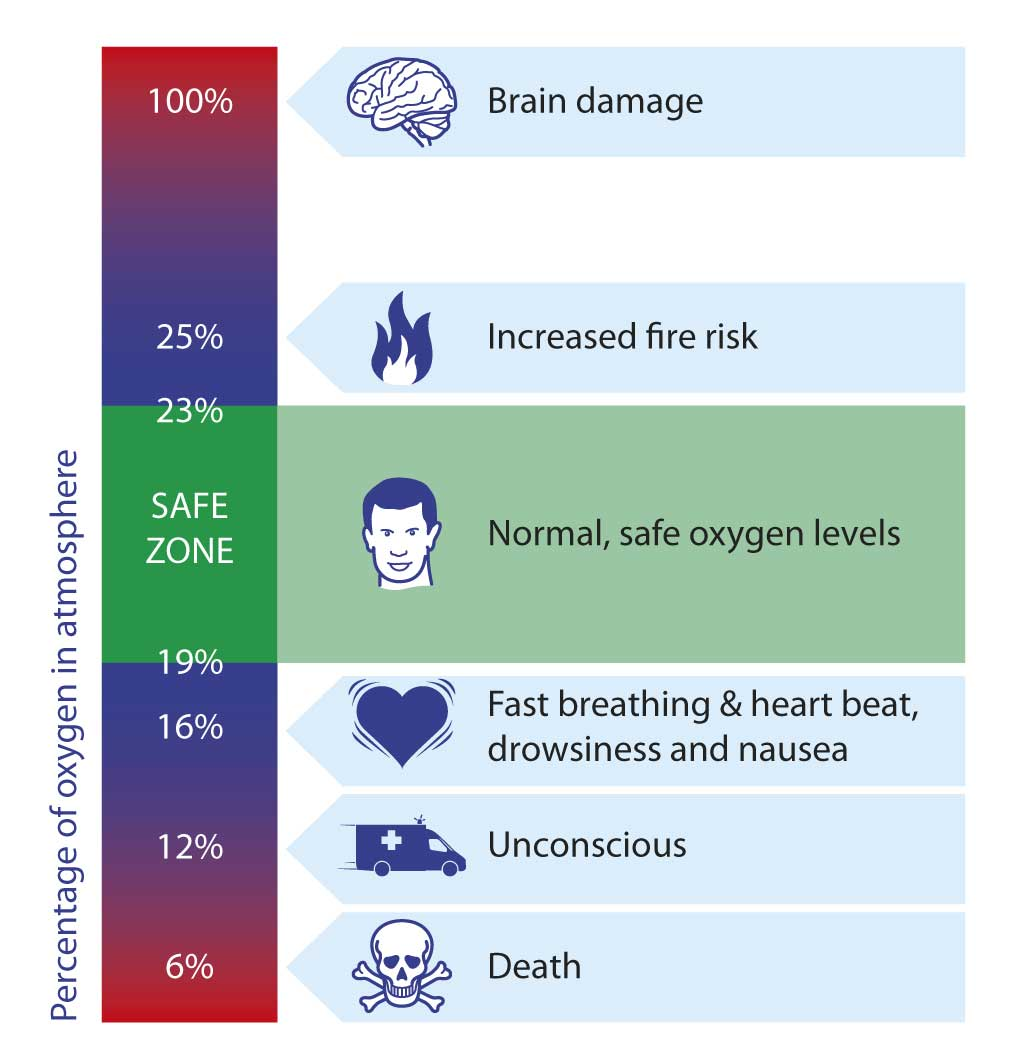 100%
Brain damage
25%
Increased fire risk
23%
SAFE
ZONE
Normal, safe oxygen levels
19%
16%
Fast breathing & heart beat,
drowsiness and nausea
12%
Unconscious
6%
Death
Percentage of oxygen in atmosphere